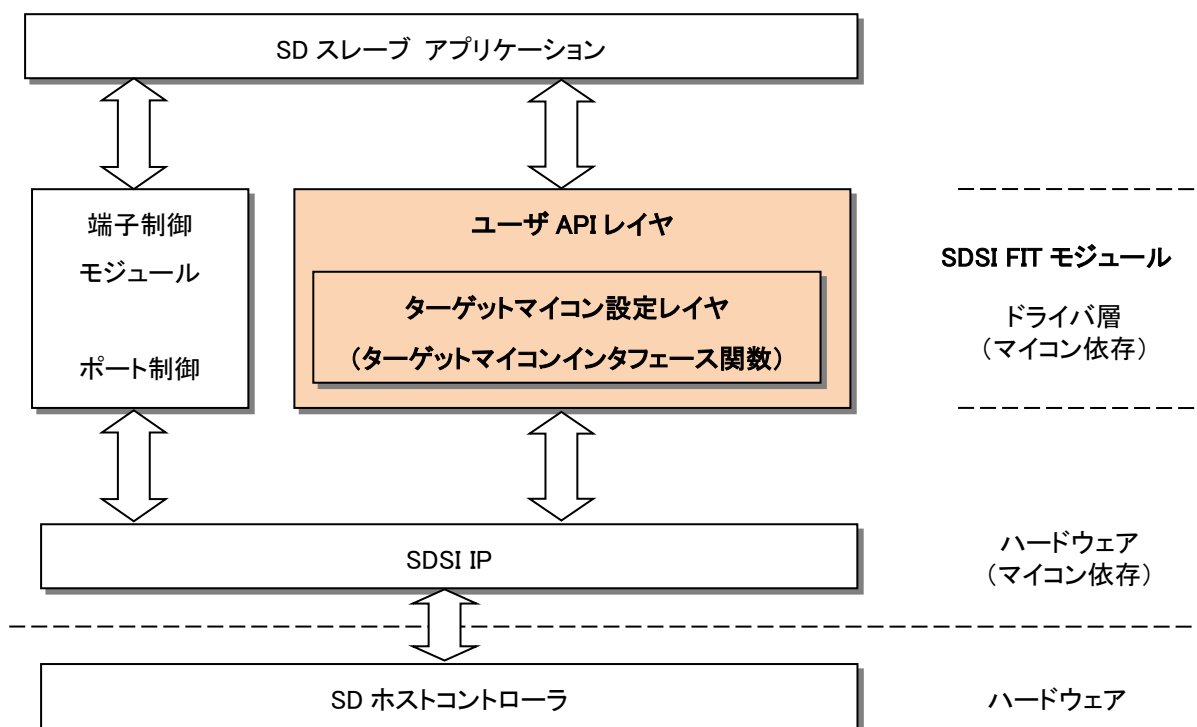 SD スレーブ アプリケーション
端子制御
モジュール
ポート制御
ユーザ API レイヤ
ターゲットマイコン設定レイヤ
(ターゲットマイコンインタフェース関数)
SDSI FIT モジュール
ドライバ層
(マイコン依存)
SDSI IP
ハードウェア
(マイコン依存)
SD ホストコントローラ
ハードウェア